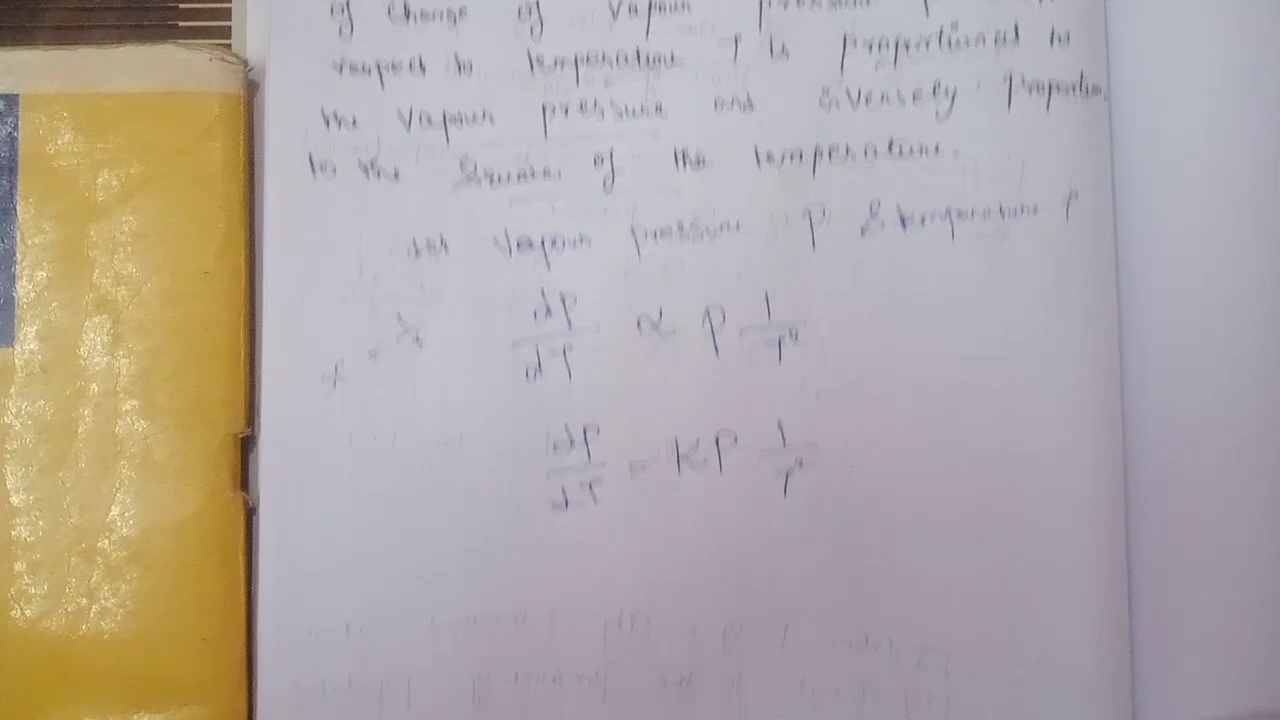 of change of vapour pressure P
respect to temperature T is proportional to
the vapour pressure and inversely proportion
to the square of the temperature.
let vapour pressure P & temperature T
dP/dT ∝ P 1/T²
dP/dT = KP 1/T²